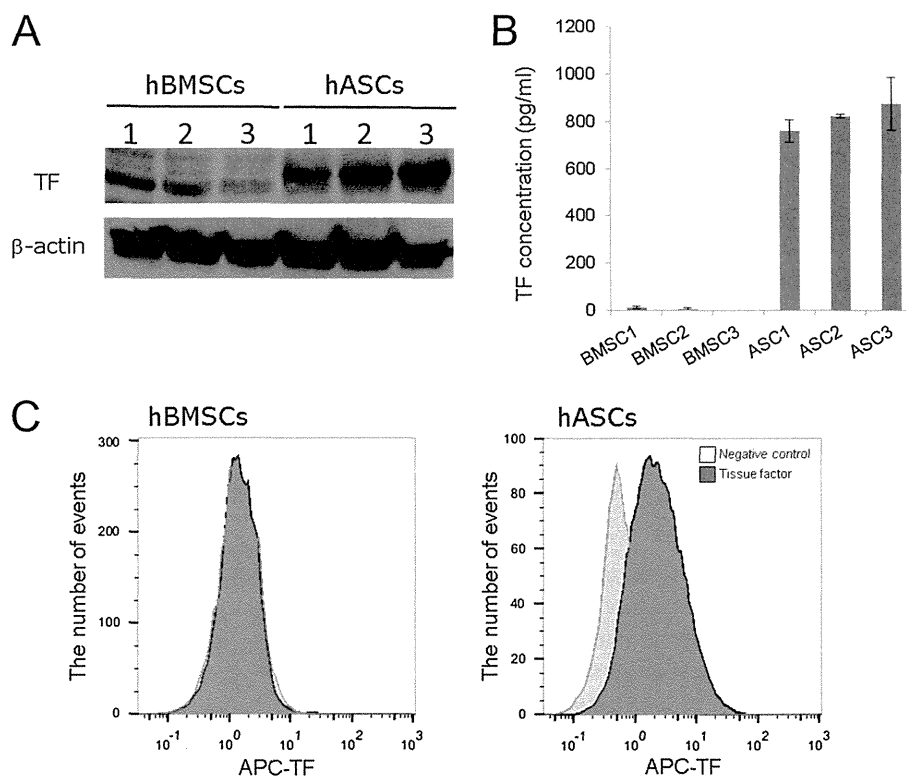 A
hBMSCs hASCs
1 2 3 1 2 3
TF
β-actin
B
TF concentration (pg/ml)
1200
1000
800
600
400
200
0
BMSC1 BMSC2 BMSC3 ASC1 ASC2 ASC3
C
hBMSCs
The number of events
300
200
100
0
10⁻¹ 10⁰ 10¹ 10² 10³
APC-TF
hASCs
The number of events
100
80
60
40
20
0
Negative control
Tissue factor
10⁻¹ 10⁰ 10¹ 10² 10³
APC-TF